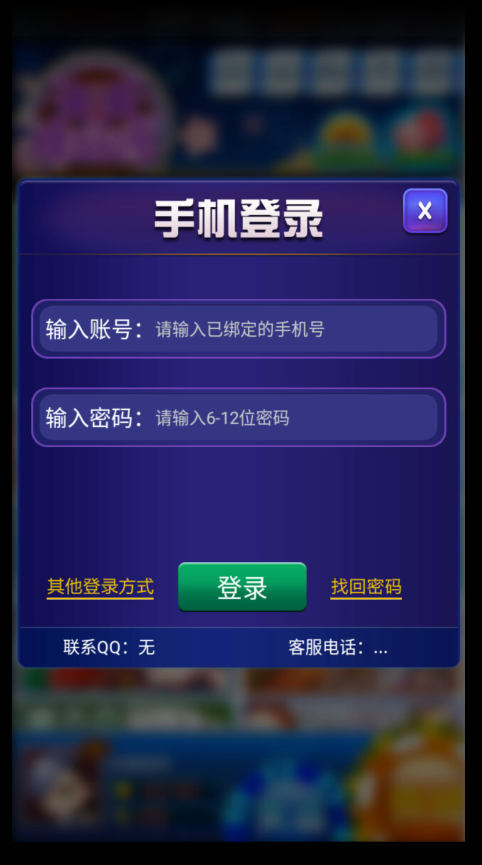 手机登录
X
输入账号：请输入已绑定的手机号
输入密码：请输入6-12位密码
其他登录方式 登录 找回密码
联系QQ：无 客服电话：...